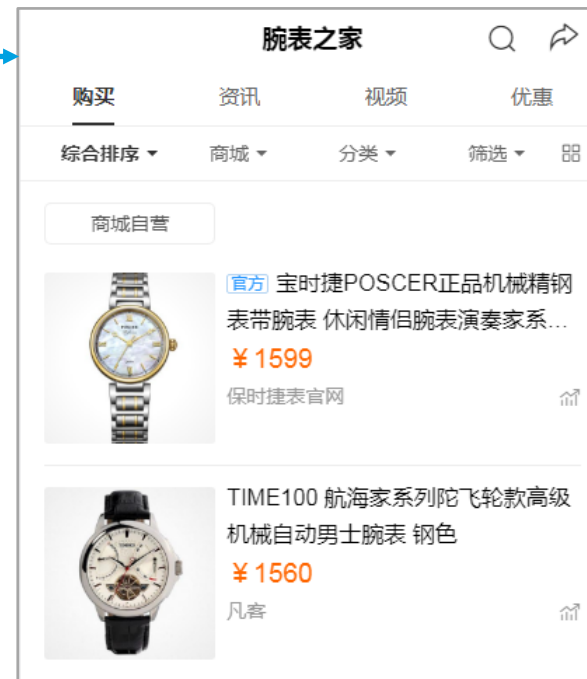 腕表之家
购买 资讯 视频 优惠
综合排序 商城 分类 筛选
商城自营
官方 宝时捷POSCER正品机械精钢
表带腕表 休闲情侣腕表演奏家系...
￥1599
保时捷表官网
TIME100 航海家系列陀飞轮款高级
机械自动男士腕表 钢色
￥1560
凡客